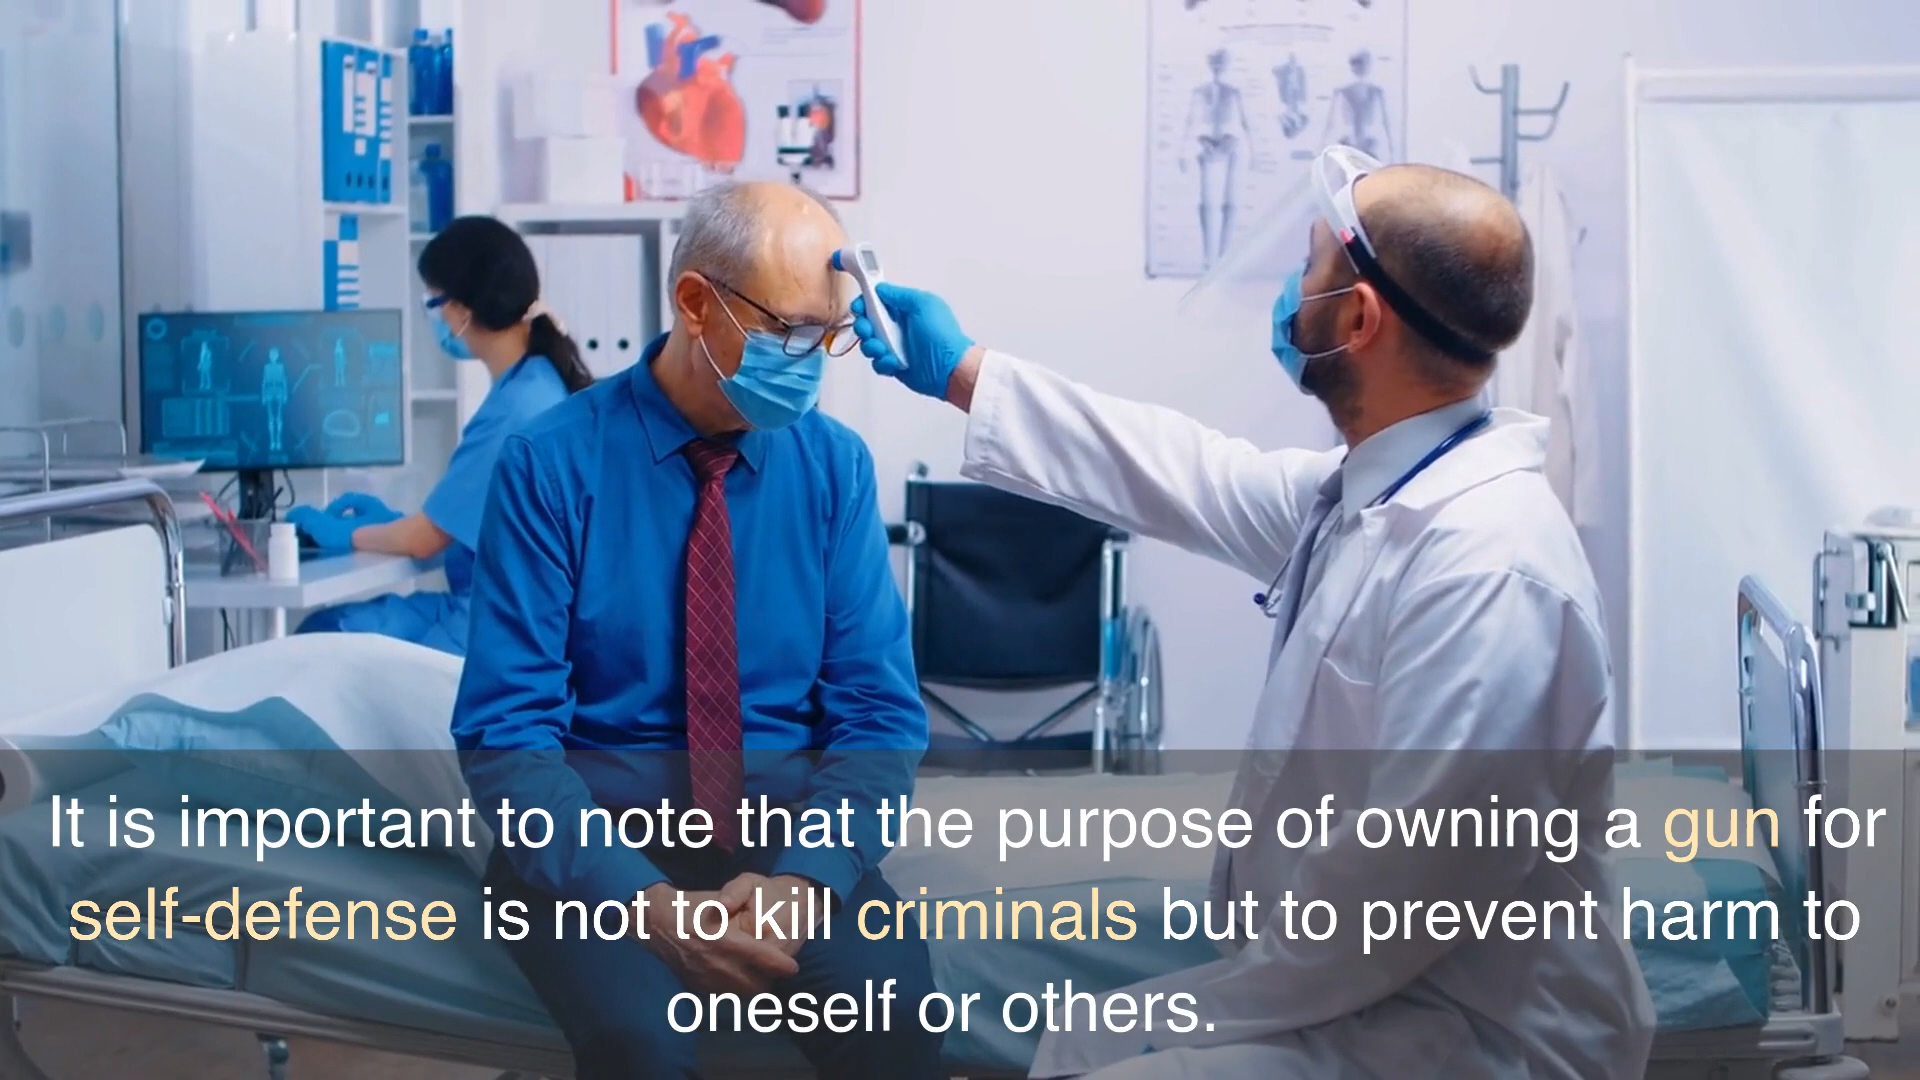 It is important to note that the purpose of owning a gun for
self-defense is not to kill criminals but to prevent harm to
oneself or others.